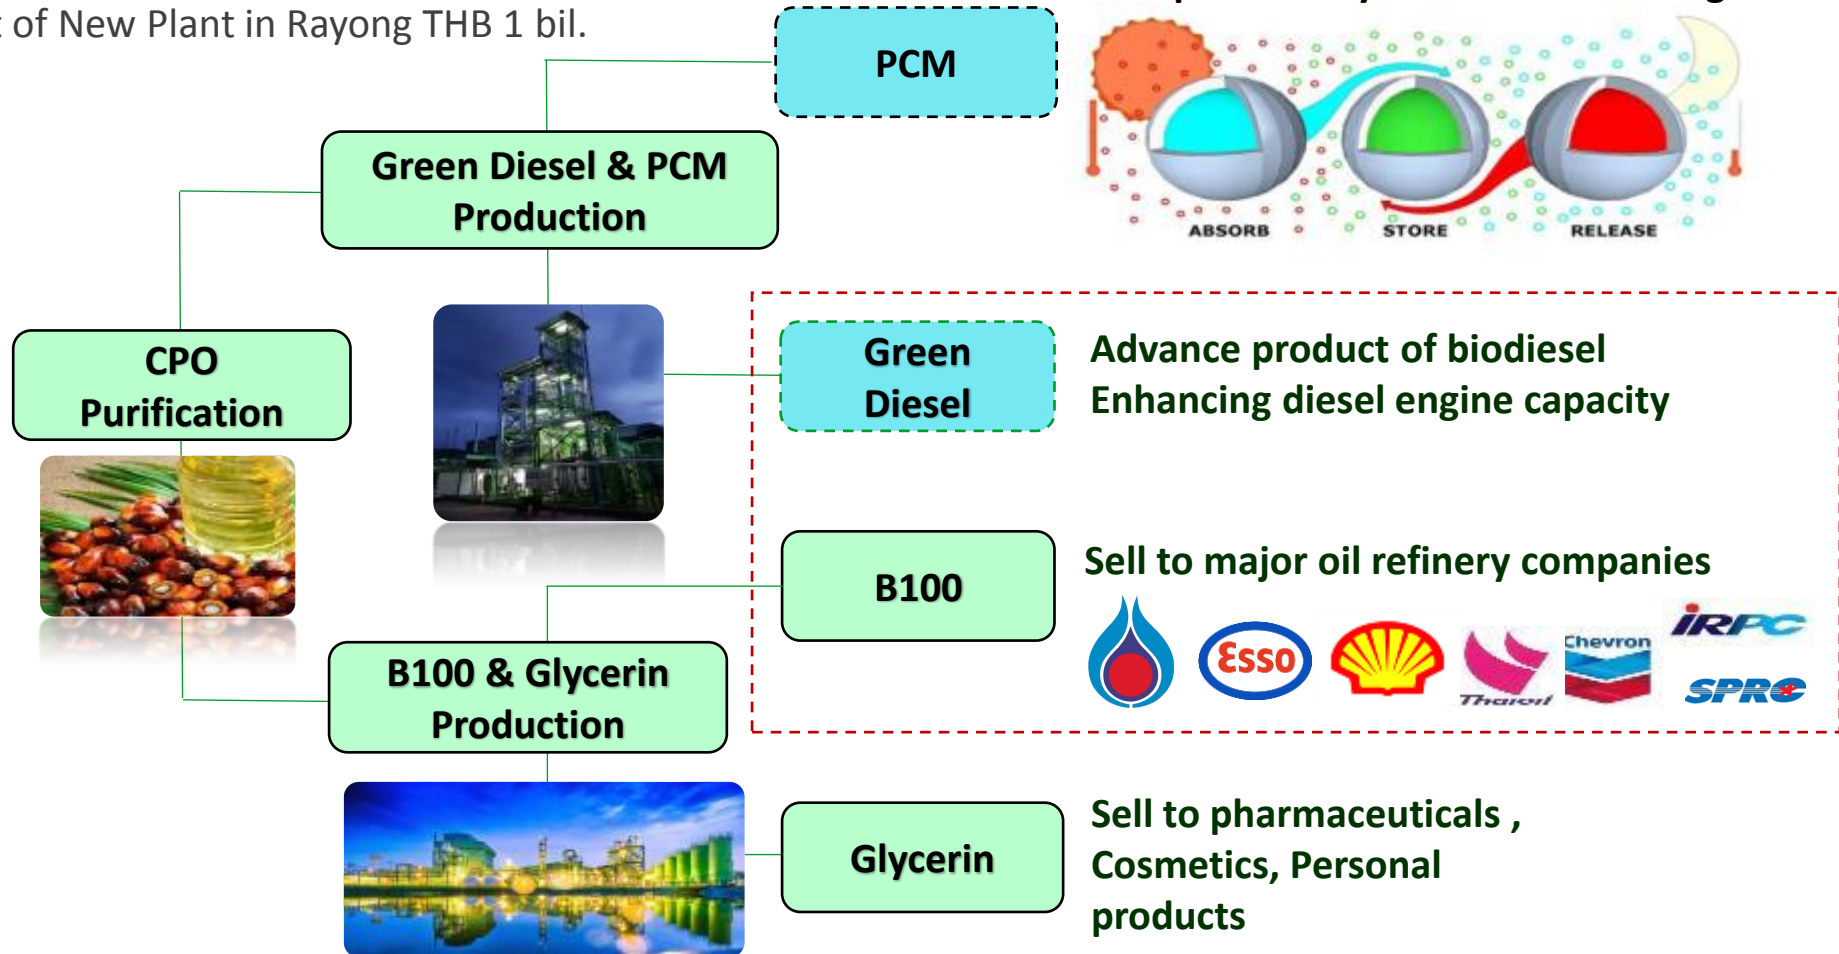 of New Plant in Rayong THB 1 bil.
PCM
ABSORB
STORE
RELEASE
Green Diesel & PCM
Production
CPO
Purification
Green
Diesel
Advance product of biodiesel
Enhancing diesel engine capacity
B100
Sell to major oil refinery companies
Esso
Thaioil
Chevron
IRPC
SPRC
B100 & Glycerin
Production
Glycerin
Sell to pharmaceuticals ,
Cosmetics, Personal
products